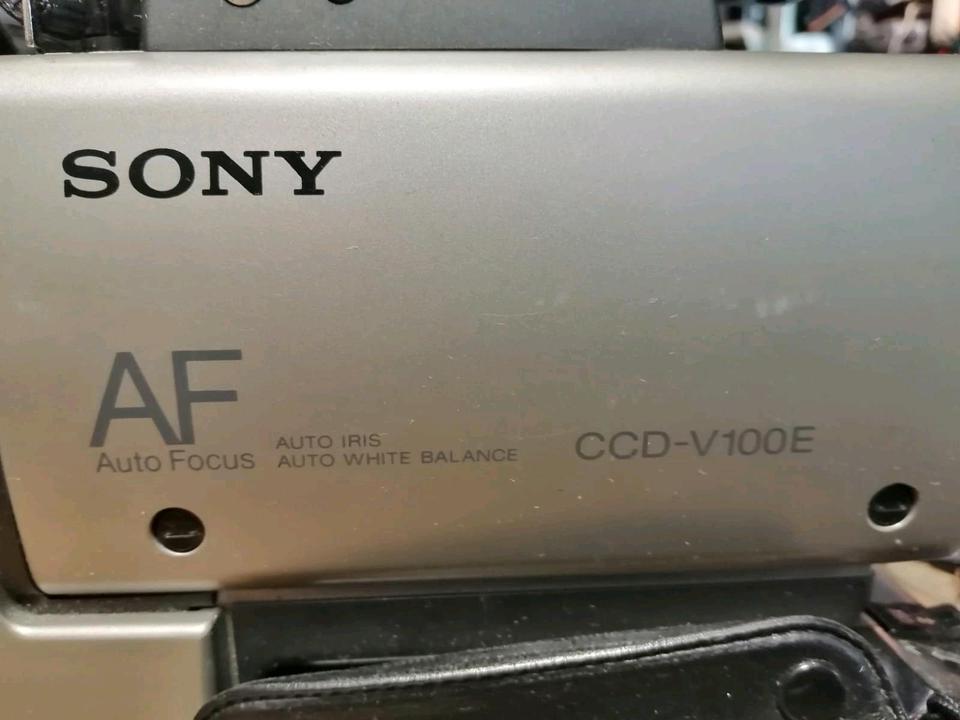 SONY
AF
Auto Focus
AUTO IRIS
AUTO WHITE BALANCE
CCD-V100E